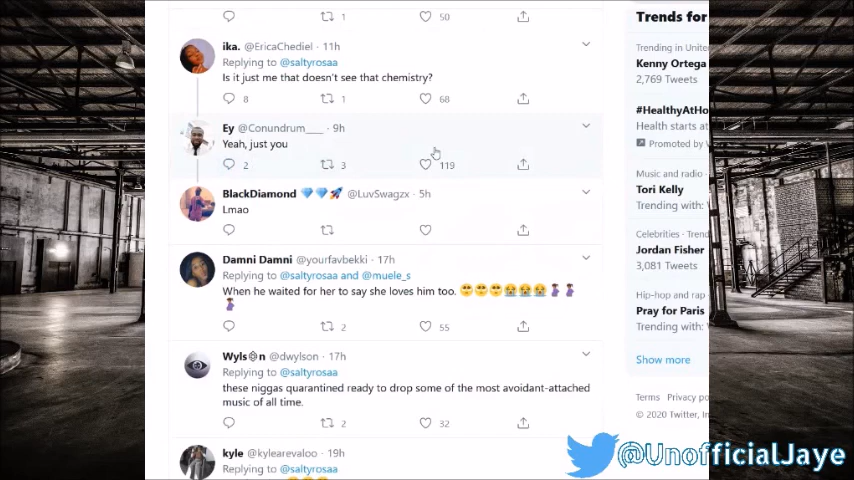 1 50
ika. @EricaChediel · 11h
Replying to @saltyrosaa
Is it just me that doesn't see that chemistry?
8 1 68
Ey @Conundrum___ · 9h
Yeah, just you
2 3 119
BlackDiamond 💎💎🚀 @LuvSwagzx · 5h
Lmao
Damni Damni @yourfavbekki · 17h
Replying to @saltyrosaa and @muele_s
When he waited for her to say she loves him too. 🥺🥺🥺😭😭😭🤰🏾🤰🏾
🤰🏾
2 55
Wyls⟠n @dwylson · 17h
Replying to @saltyrosaa
these niggas quarantined ready to drop some of the most avoidant-attached
music of all time.
2 32
kyle @kylearevaloo · 19h
Replying to @saltyrosaa
Trends for
Trending in Unite
Kenny Ortega
2,769 Tweets
#HealthyAtHo
Health starts at
Promoted by
Music and radio ·
Tori Kelly
Trending with:
Celebrities · Trend
Jordan Fisher
3,081 Tweets
Hip-hop and rap
Pray for Paris
Trending with:
Show more
Terms Privacy po
© 2020 Twitter, In
@UnofficialJaye